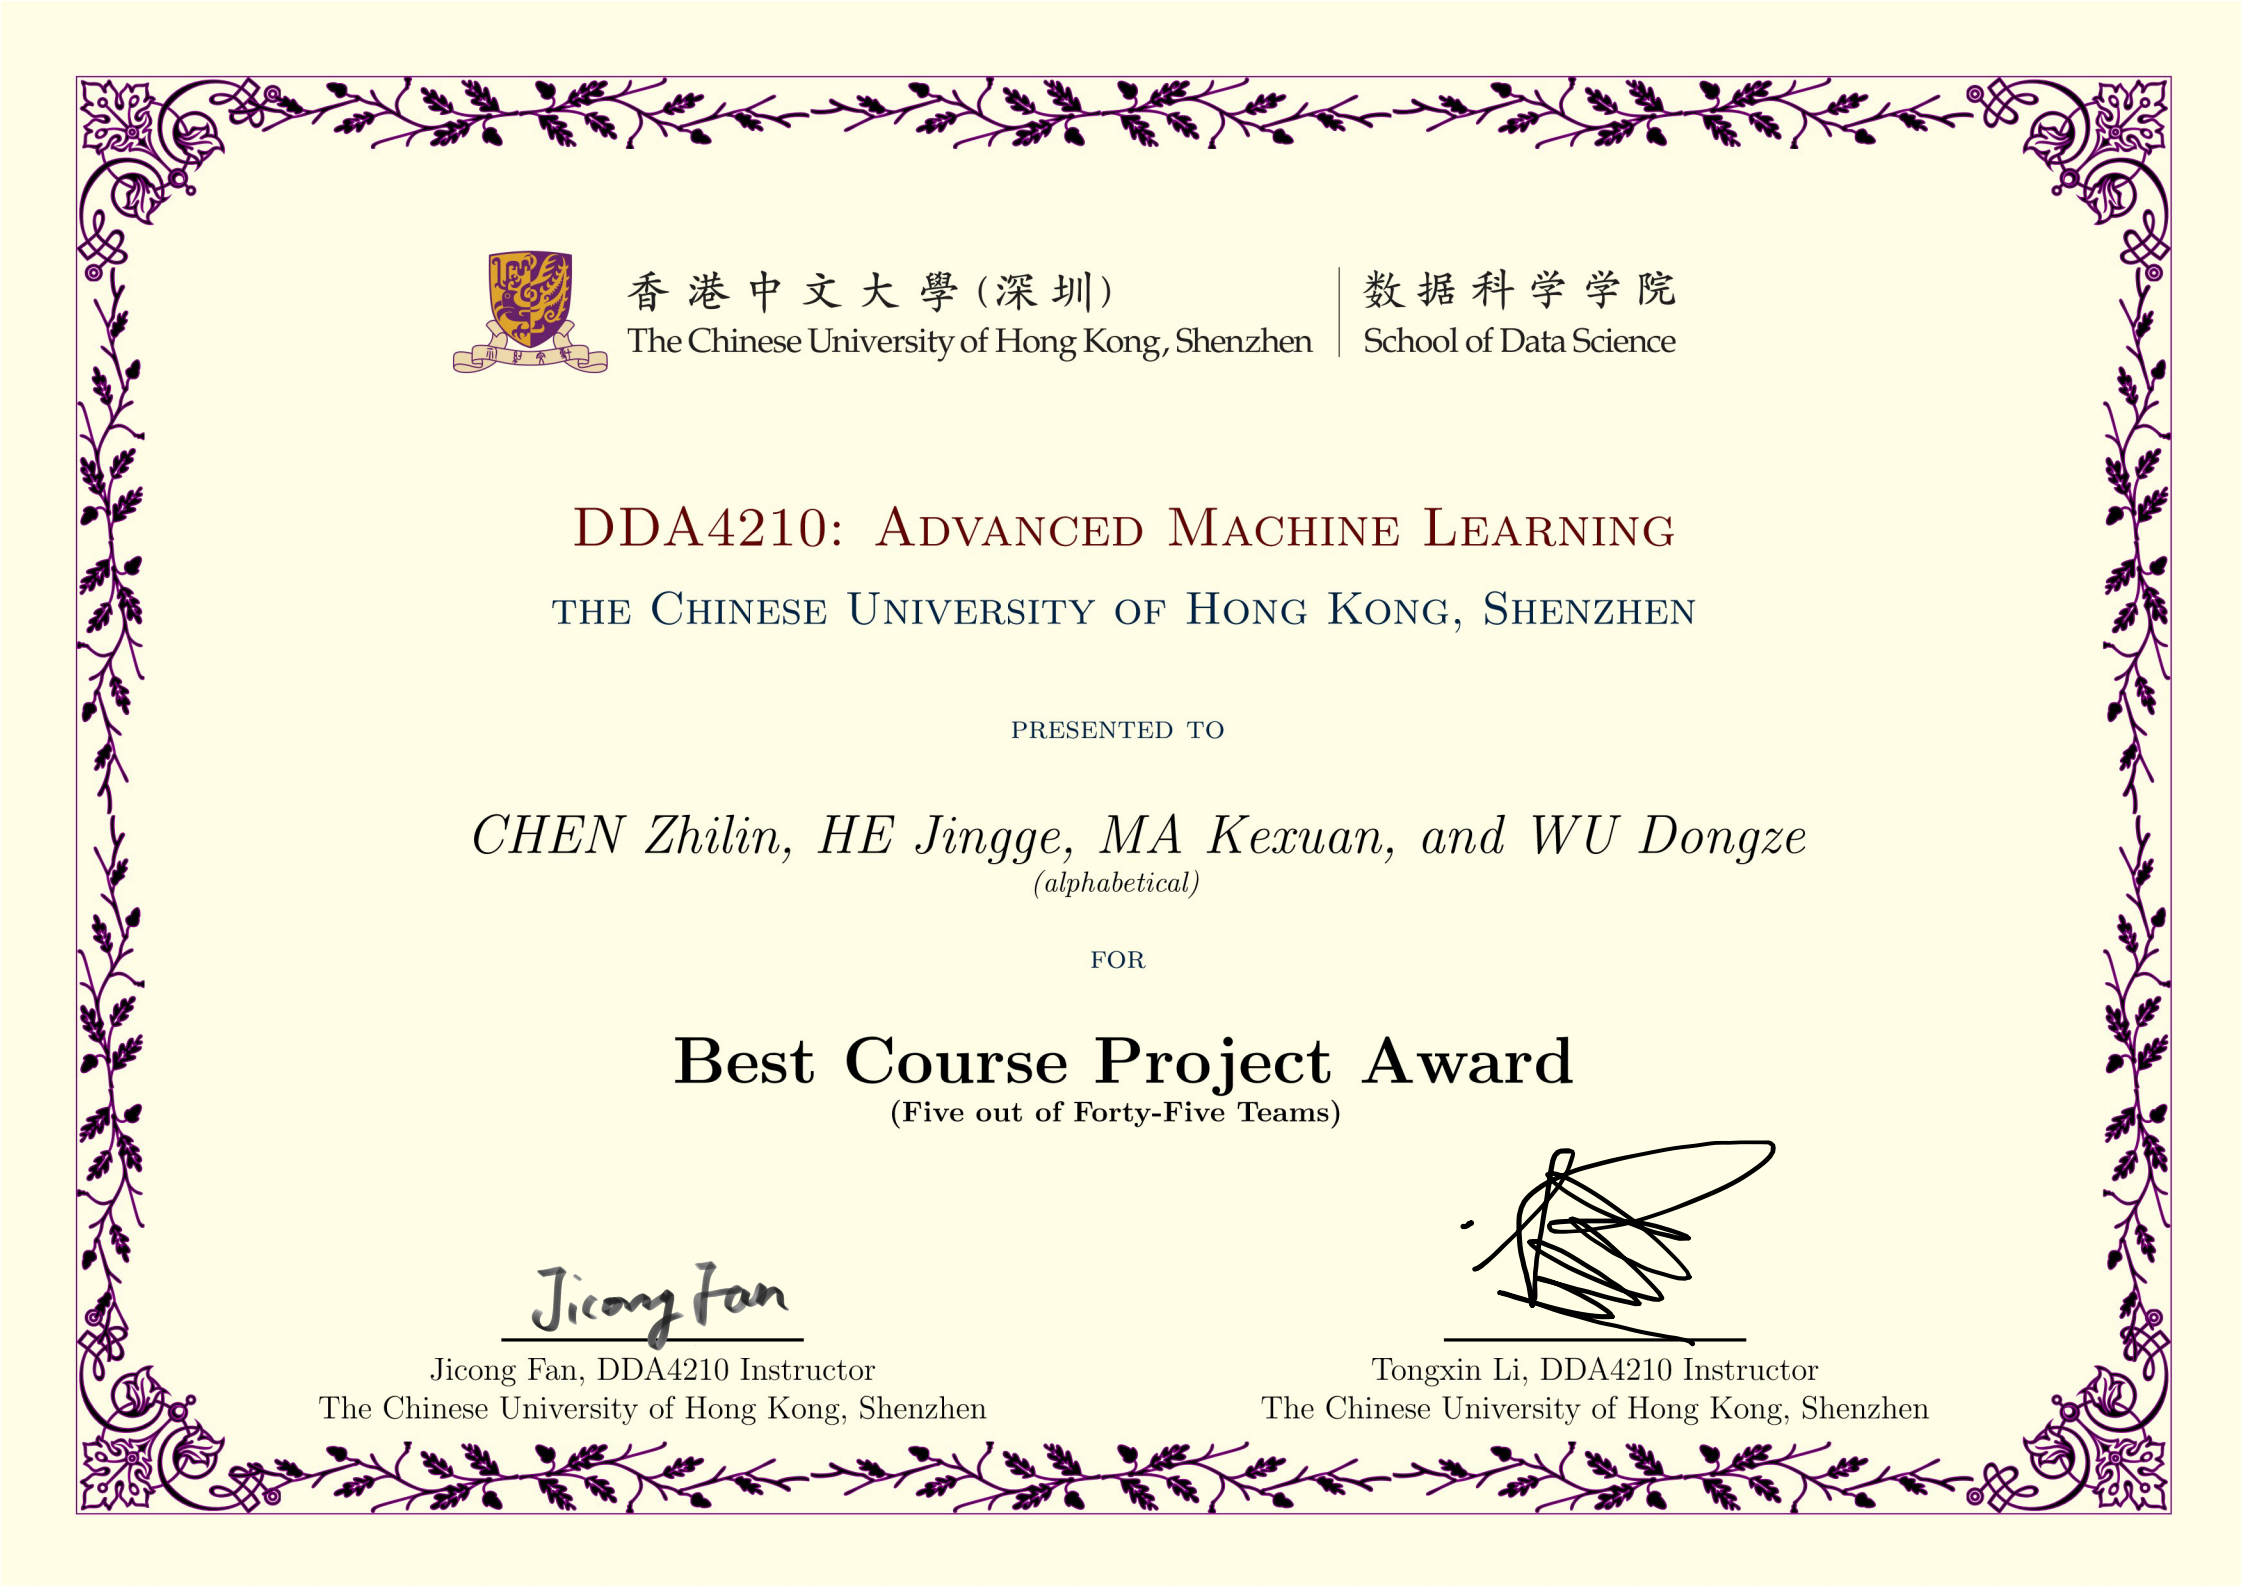 香港中文大學(深圳)
The Chinese University of Hong Kong, Shenzhen
数据科学学院
School of Data Science
DDA4210: Advanced Machine Learning
the Chinese University of Hong Kong, Shenzhen
presented to
CHEN Zhilin, HE Jingge, MA Kexuan, and WU Dongze
(alphabetical)
for
Best Course Project Award
(Five out of Forty-Five Teams)
Jicong Fan
Jicong Fan, DDA4210 Instructor
The Chinese University of Hong Kong, Shenzhen
Tongxin Li, DDA4210 Instructor
The Chinese University of Hong Kong, Shenzhen